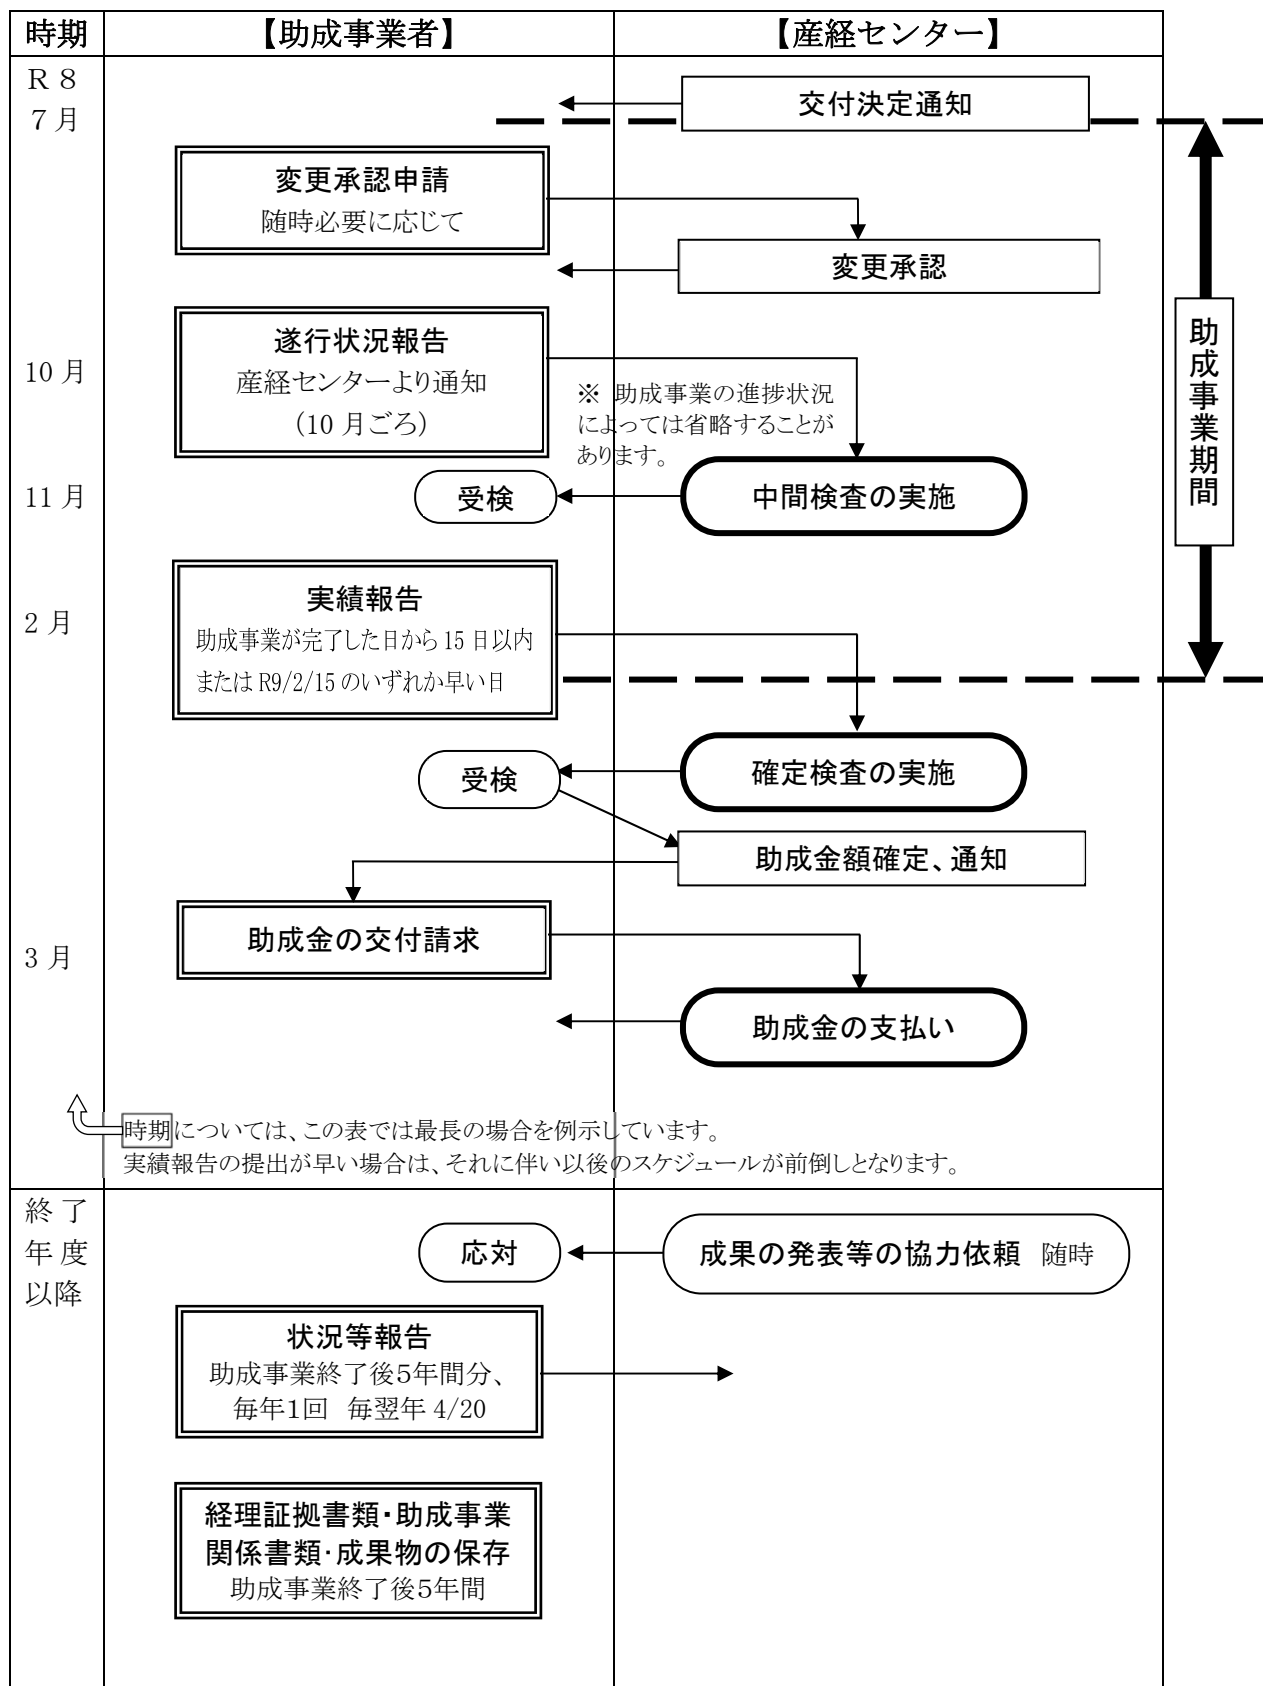 時期
【助成事業者】
【産経センター】
R 8
7月
交付決定通知
変更承認申請
随時必要に応じて
変更承認
遂行状況報告
産経センターより通知
(10 月ごろ)
10 月
※ 助成事業の進捗状況
によっては省略することが
あります。
助成事業期間
11 月
受検
中間検査の実施
2 月
実績報告
助成事業が完了した日から 15 日以内
または R9/2/15 のいずれか早い日
受検
確定検査の実施
助成金額確定、通知
3 月
助成金の交付請求
助成金の支払い
時期については、この表では最長の場合を例示しています。
実績報告の提出が早い場合は、それに伴い以後のスケジュールが前倒しとなります。
終 了
年 度
以降
応対
成果の発表等の協力依頼 随時
状況等報告
助成事業終了後5年間分、
毎年1回 毎翌年 4/20
経理証拠書類・助成事業
関係書類・成果物の保存
助成事業終了後5年間